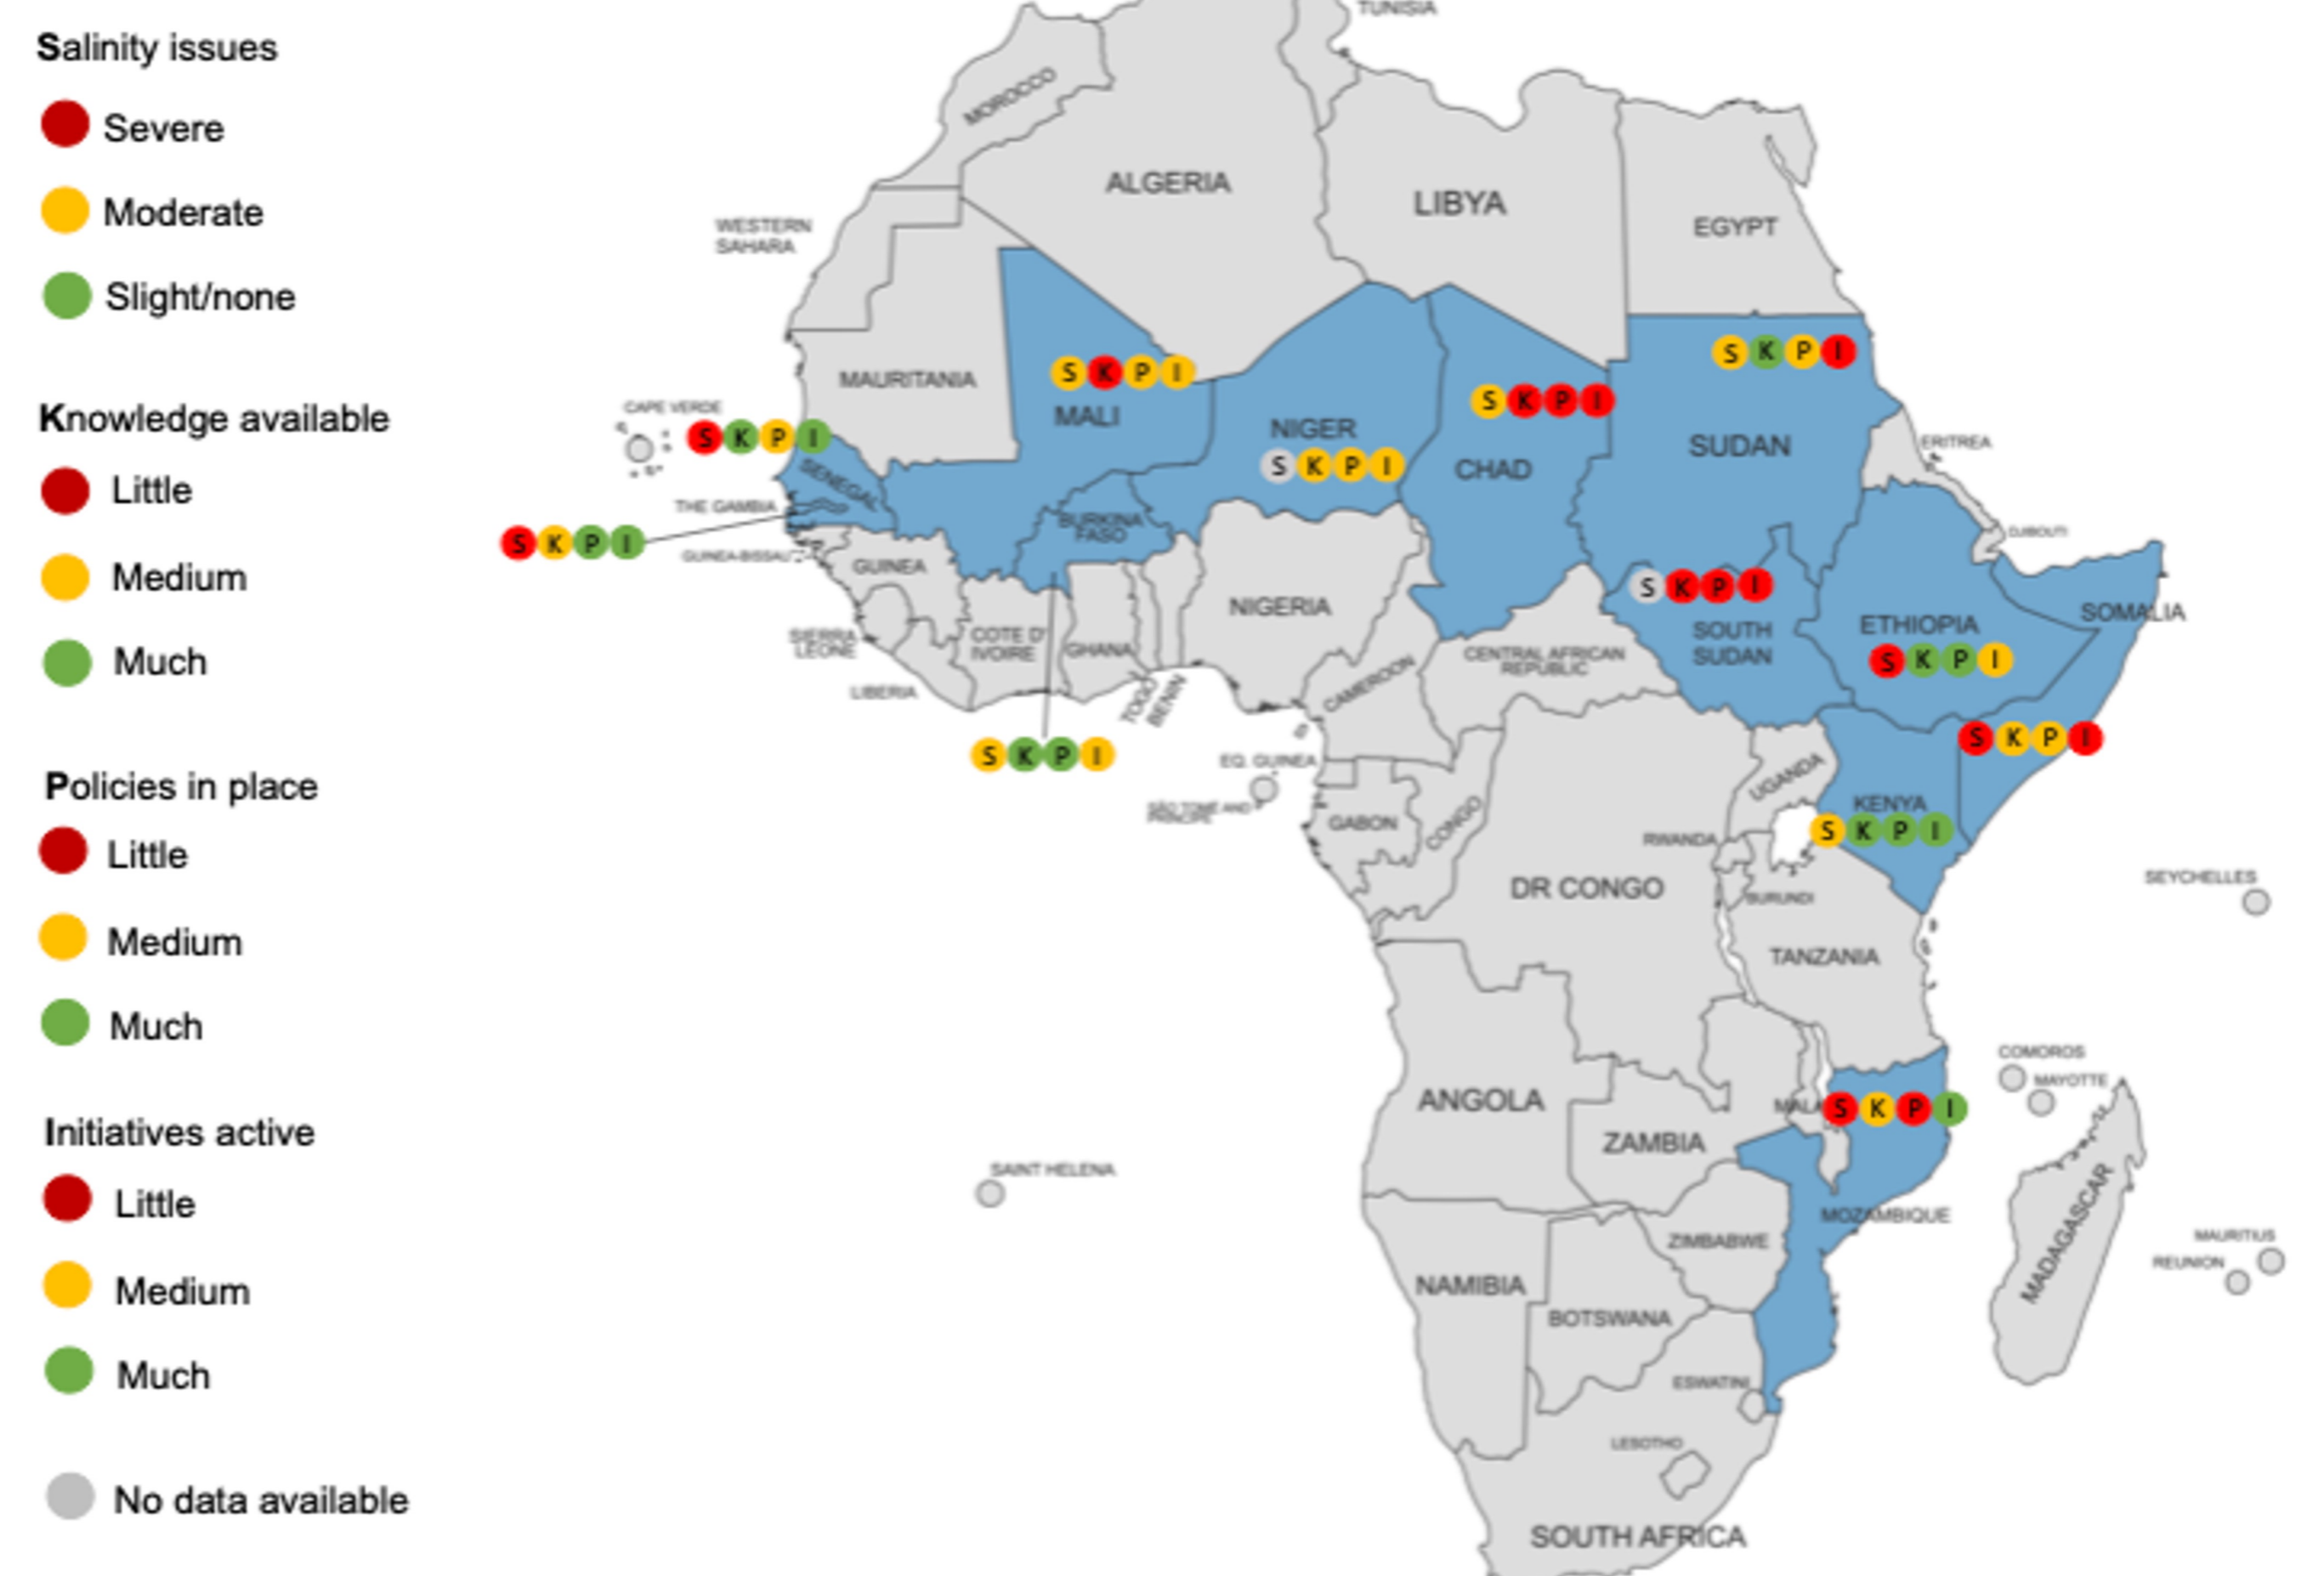 Salinity issues
Severe
Moderate
Slight/none
Knowledge available
Little
Medium
Much
Policies in place
Little
Medium
Much
Initiatives active
Little
Medium
Much
No data available
TUNISIA
MOROCCO
ALGERIA
LIBYA
EGYPT
WESTERN
SAHARA
MAURITANIA
S K P I
MALI
NIGER
S K P I
S K P I
CHAD
S K P I
SUDAN
ERITREA
DJIBOUTI
CAPE VERDE
S K P I
SENEGAL
THE GAMBIA
S K P I
GUINEA-BISSAU
GUINEA
BURKINA
FASO
SIERRA
LEONE
LIBERIA
COTE D'
IVOIRE
GHANA
TOGO
BENIN
S K P I
NIGERIA
CAMEROON
CENTRAL AFRICAN
REPUBLIC
S K P I
SOUTH
SUDAN
ETHIOPIA
S K P I
SOMALIA
S K P I
EQ. GUINEA
SÃO TOMÉ AND
PRINCIPE
GABON
CONGO
DR CONGO
UGANDA
KENYA
S K P I
RWANDA
BURUNDI
TANZANIA
SEYCHELLES
COMOROS
MAYOTTE
ANGOLA
ZAMBIA
MALA
S K P I
MOZAMBIQUE
SAINT HELENA
ZIMBABWE
NAMIBIA
BOTSWANA
MADAGASCAR
MAURITIUS
REUNION
ESWATINI
LESOTHO
SOUTH AFRICA